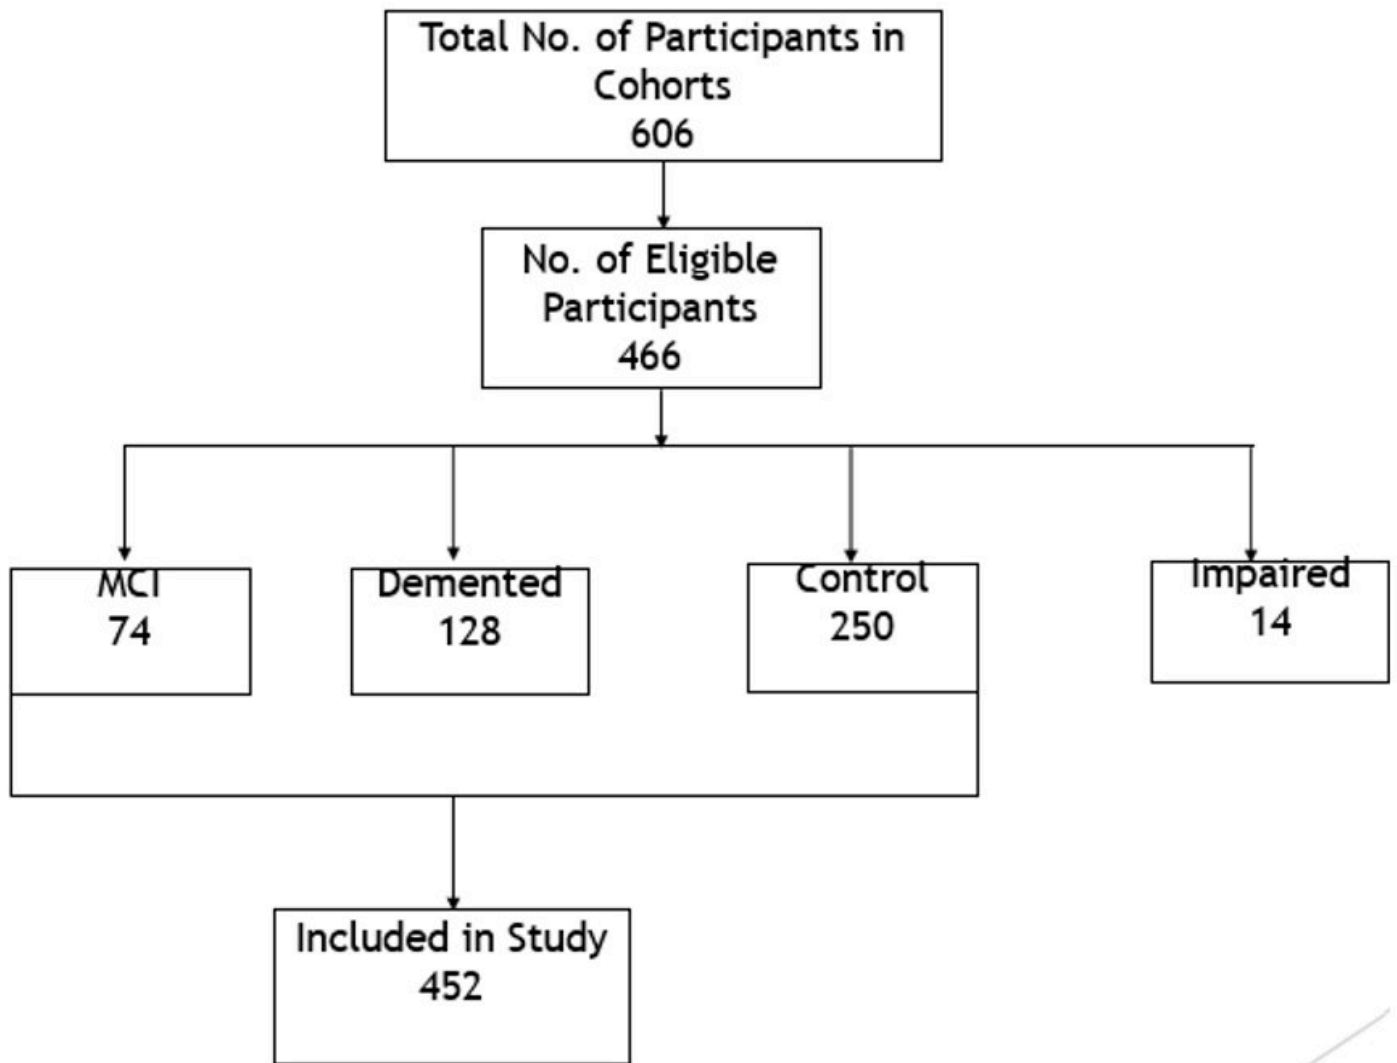 Total No. of Participants in
Cohorts
606
No. of Eligible
Participants
466
MCI
74
Demented
128
Control
250
Impaired
14
Included in Study
452